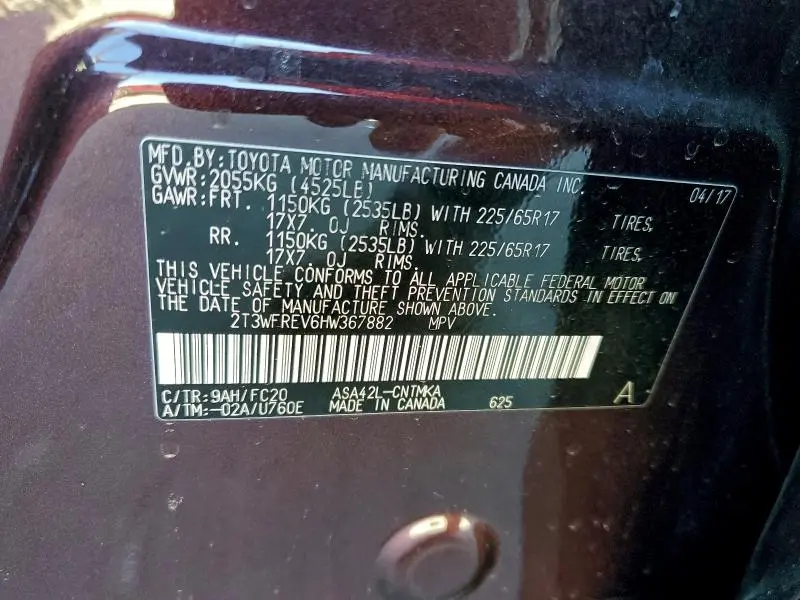 MFD.BY:TOYOTA MOTOR MANUFACTURING CANADA INC. 04/17
GVWR:2055KG (4525LB)
GAWR:FRT. 1150KG (2535LB) WITH 225/65R17 TIRES,
17X7. 0J RIMS.
RR. 1150KG (2535LB) WITH 225/65R17 TIRES,
17X7. 0J RIMS.
THIS VEHICLE CONFORMS TO ALL APPLICABLE FEDERAL MOTOR
VEHICLE SAFETY AND THEFT PREVENTION STANDARDS IN EFFECT ON
THE DATE OF MANUFACTURE SHOWN ABOVE.
2T3WFREV6HW367882 MPV
C/TR:9AH/FC20 ASA42L-CNTMKA A
A/TM:-02A/U760E MADE IN CANADA 625